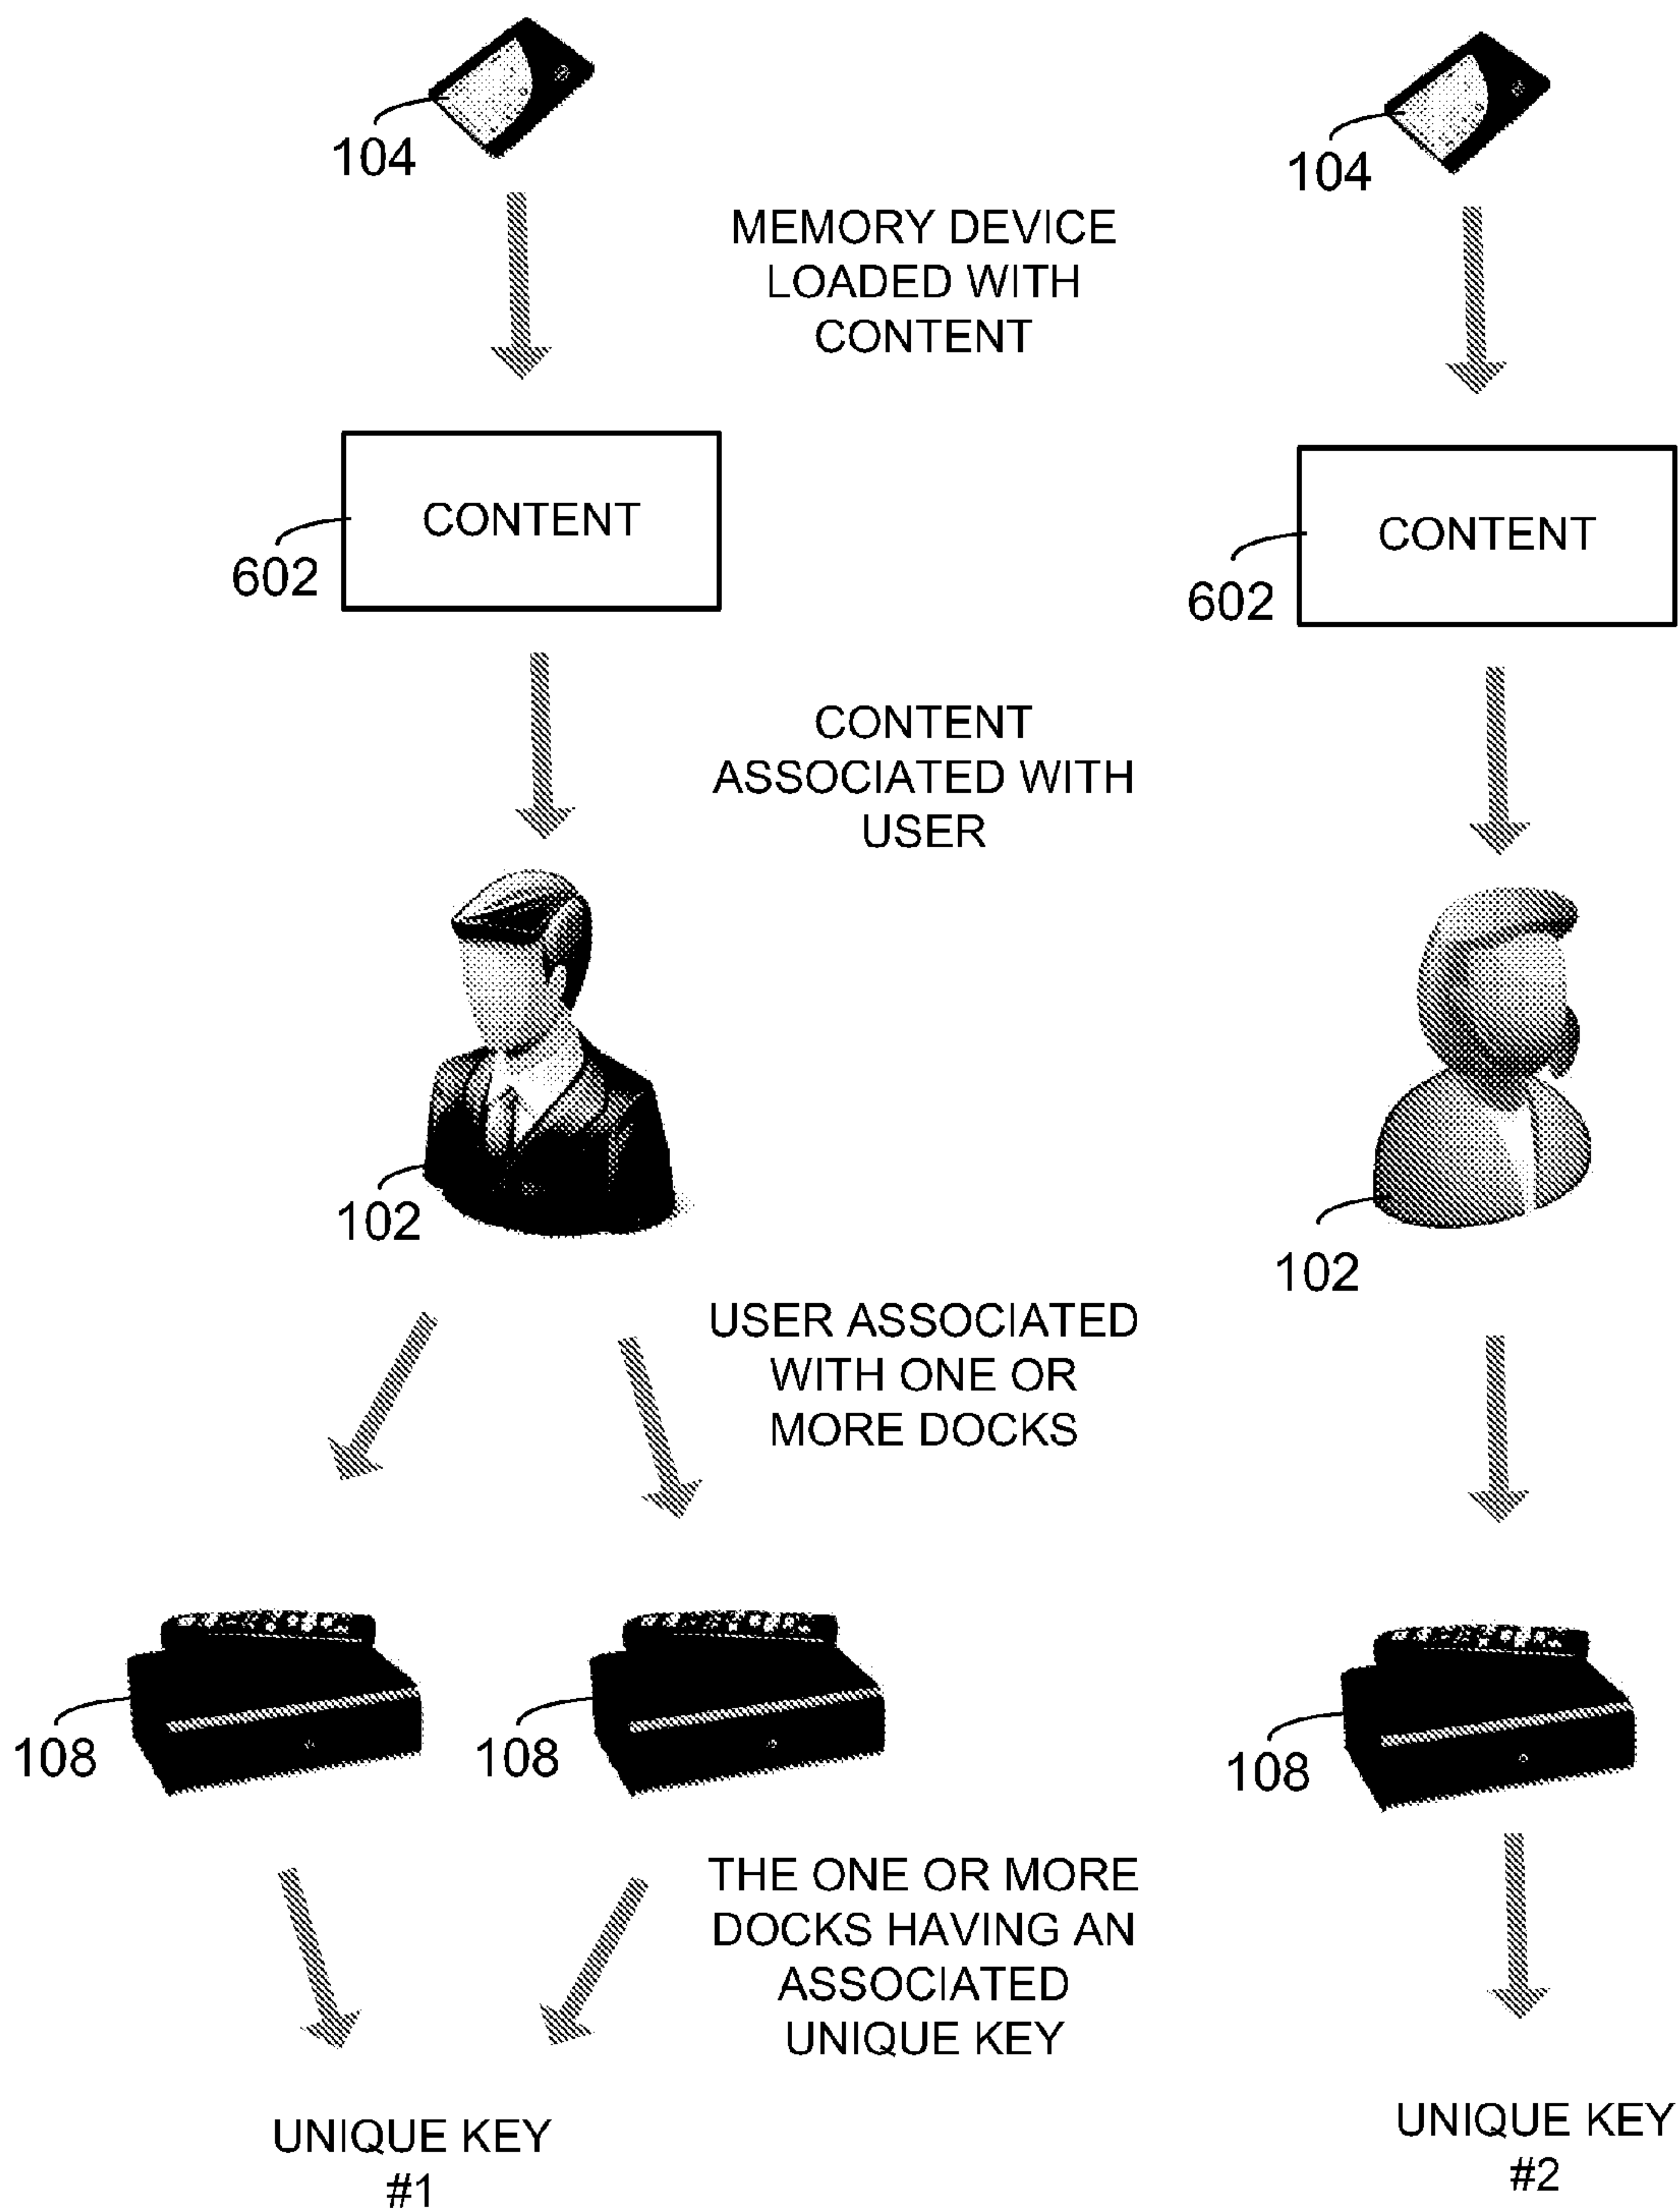 104
104
MEMORY DEVICE
LOADED WITH
CONTENT
CONTENT
602
CONTENT
602
CONTENT
ASSOCIATED WITH
USER
102
102
USER ASSOCIATED
WITH ONE OR
MORE DOCKS
108
108
108
THE ONE OR MORE
DOCKS HAVING AN
ASSOCIATED
UNIQUE KEY
UNIQUE KEY
#1
UNIQUE KEY
#2